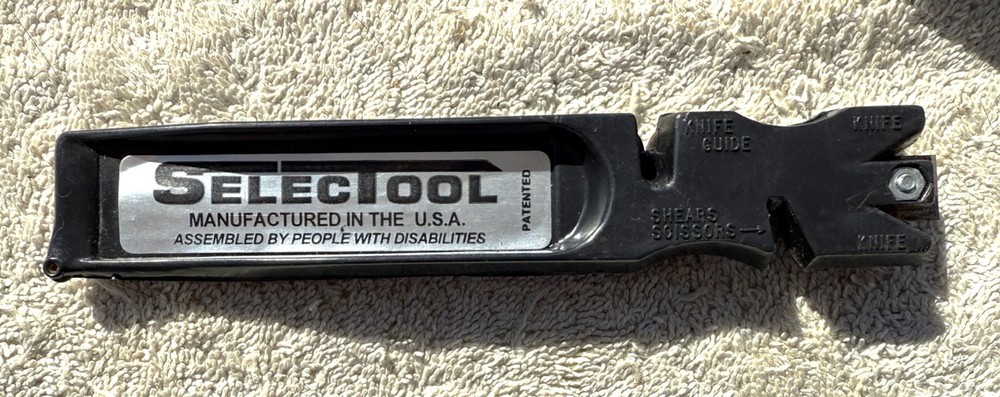 SELECTOOL
MANUFACTURED IN THE U.S.A.
ASSEMBLED BY PEOPLE WITH DISABILITIES
PATENTED
KNIFE
GUIDE
KNIFE
SHEARS
SCISSORS→
KNIFE